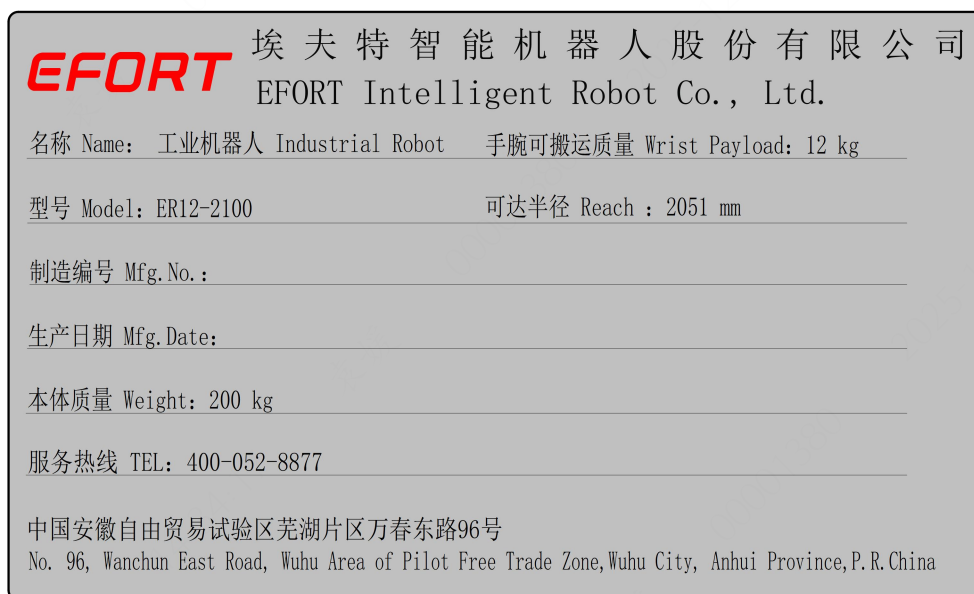 EFORT 埃夫特智能机器人股份有限公司
EFORT Intelligent Robot Co., Ltd.
名称 Name: 工业机器人 Industrial Robot 手腕可搬运质量 Wrist Payload: 12 kg
型号 Model: ER12-2100 可达半径 Reach : 2051 mm
制造编号 Mfg.No.:
生产日期 Mfg.Date:
本体质量 Weight: 200 kg
服务热线 TEL: 400-052-8877
中国安徽自由贸易试验区芜湖片区万春东路96号
No. 96, Wanchun East Road, Wuhu Area of Pilot Free Trade Zone,Wuhu City, Anhui Province,P.R.China